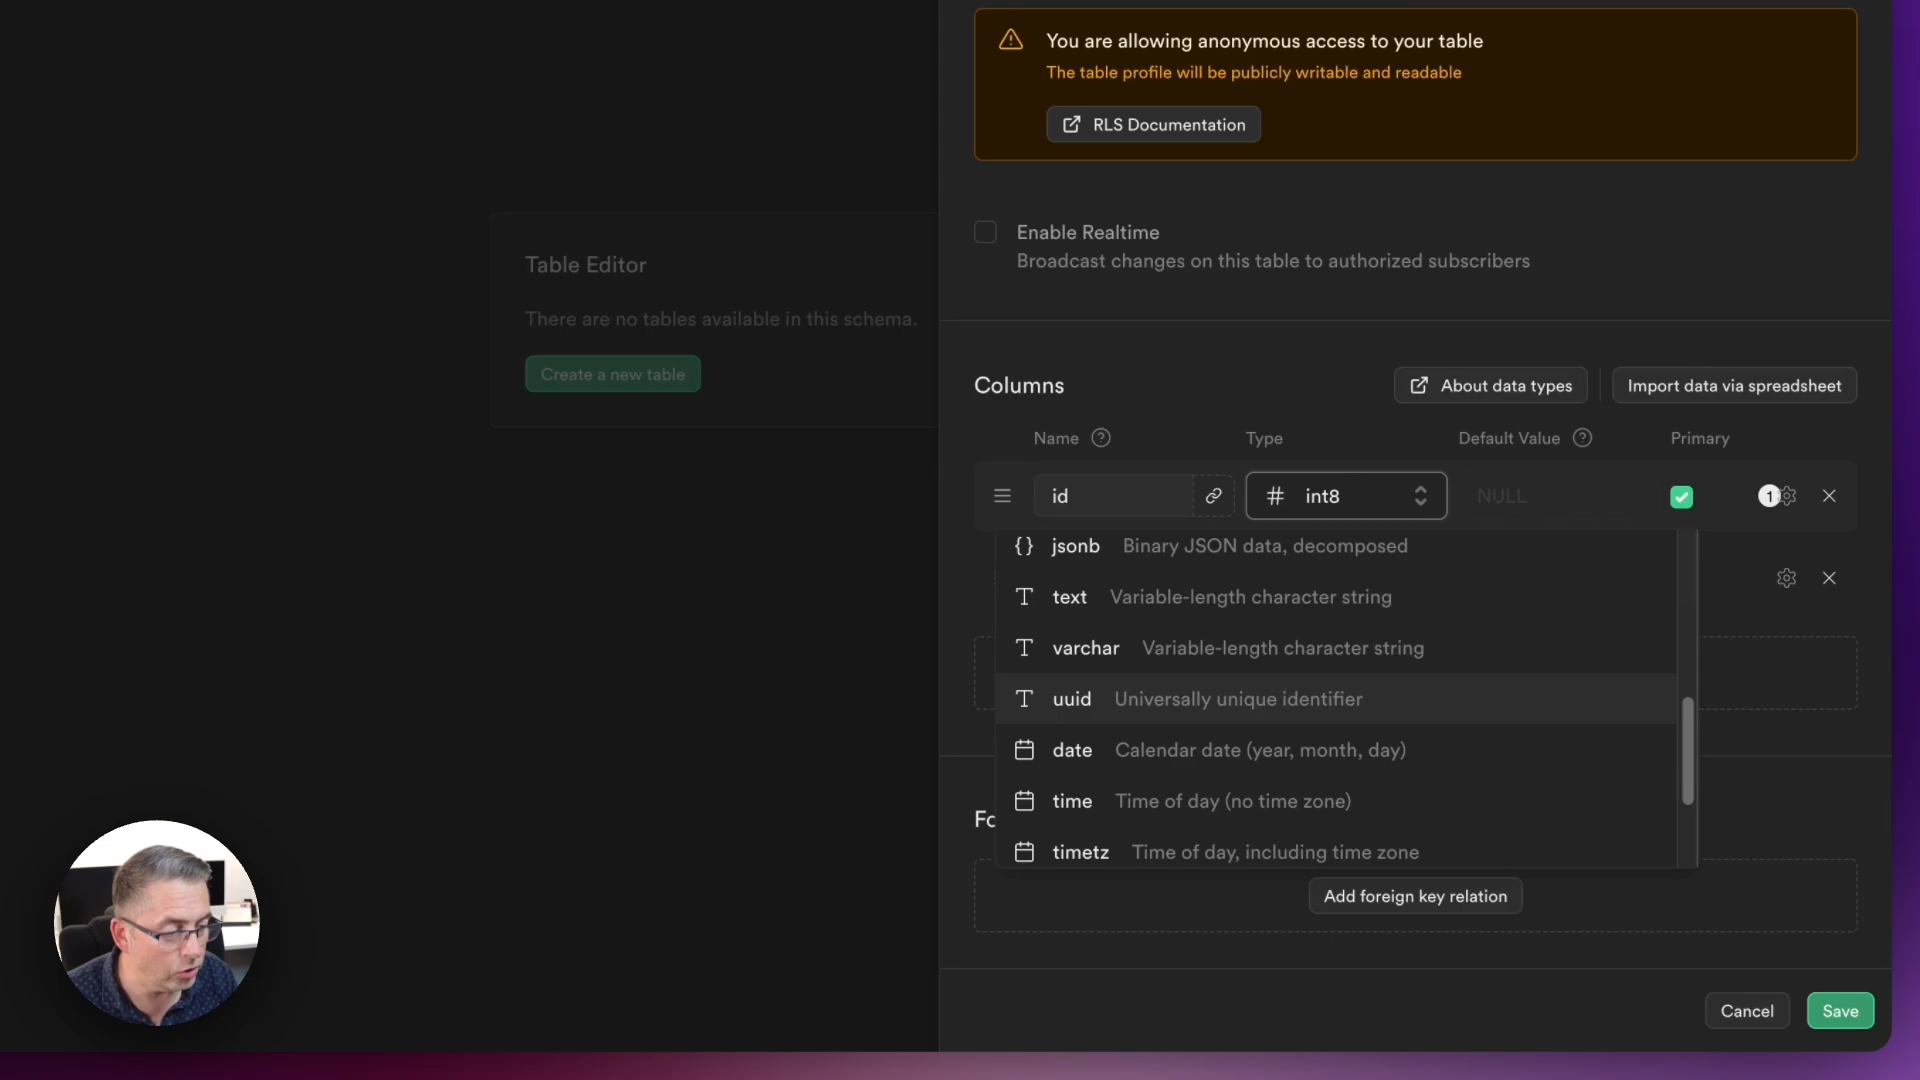 You are allowing anonymous access to your table
The table profile will be publicly writable and readable
RLS Documentation
Enable Realtime
Broadcast changes on this table to authorized subscribers
Table Editor
There are no tables available in this schema.
Create a new table
Columns
About data types
Import data via spreadsheet
Name Type Default Value Primary
id int8 NULL 1
jsonb Binary JSON data, decomposed
text Variable-length character string
varchar Variable-length character string
uuid Universally unique identifier
date Calendar date (year, month, day)
time Time of day (no time zone)
Fo
timetz Time of day, including time zone
Add foreign key relation
Cancel Save